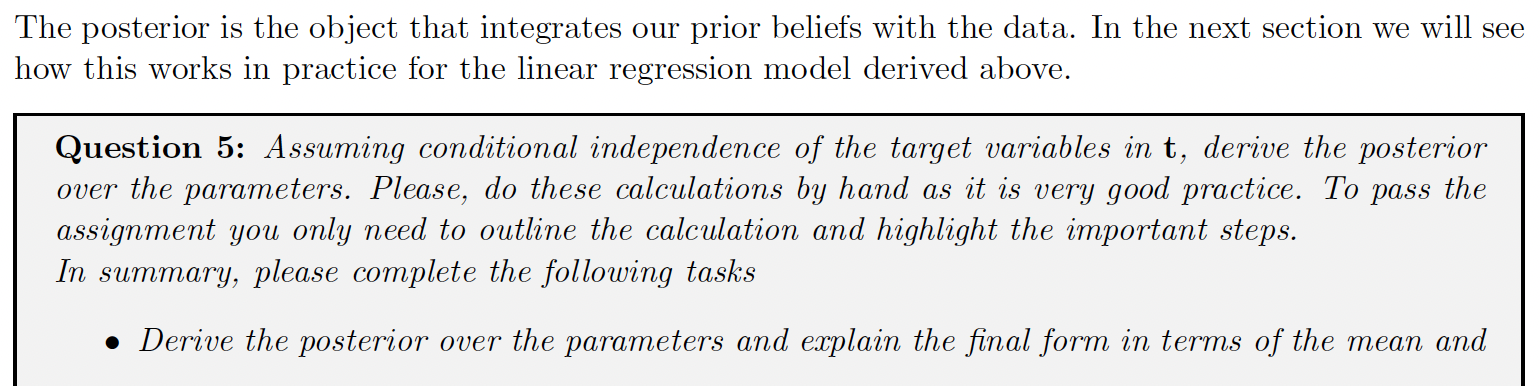 The posterior is the object that integrates our prior beliefs with the data. In the next section we will see
how this works in practice for the linear regression model derived above.
Question 5: Assuming conditional independence of the target variables in t, derive the posterior
over the parameters. Please, do these calculations by hand as it is very good practice. To pass the
assignment you only need to outline the calculation and highlight the important steps.
In summary, please complete the following tasks
• Derive the posterior over the parameters and explain the final form in terms of the mean and